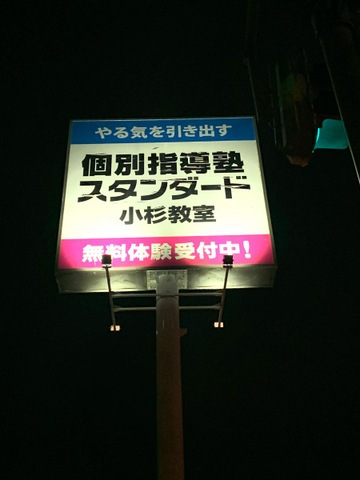 やる気を引き出す
個別指導塾
スタンダード
小杉教室
無料体験受付中!